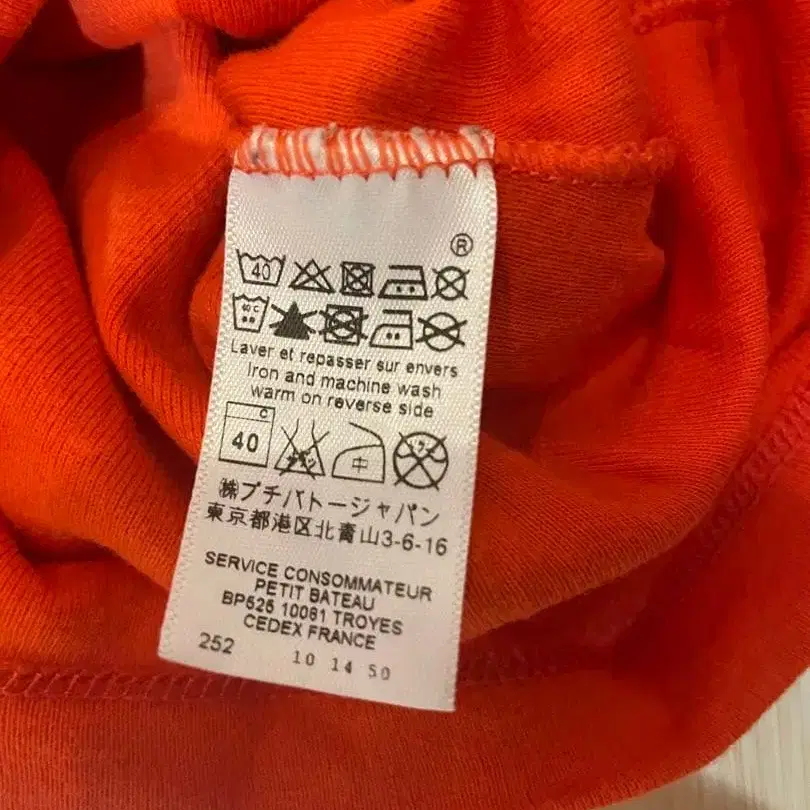 ®
40
40 C
Laver et repasser sur envers
Iron and machine wash
warm on reverse side
C
40
中
㈱プチバトージャパン
東京都港区北青山3-6-16
SERVICE CONSOMMATEUR
PETIT BATEAU
BP525 10081 TROYES
CEDEX FRANCE
252
10 14 50